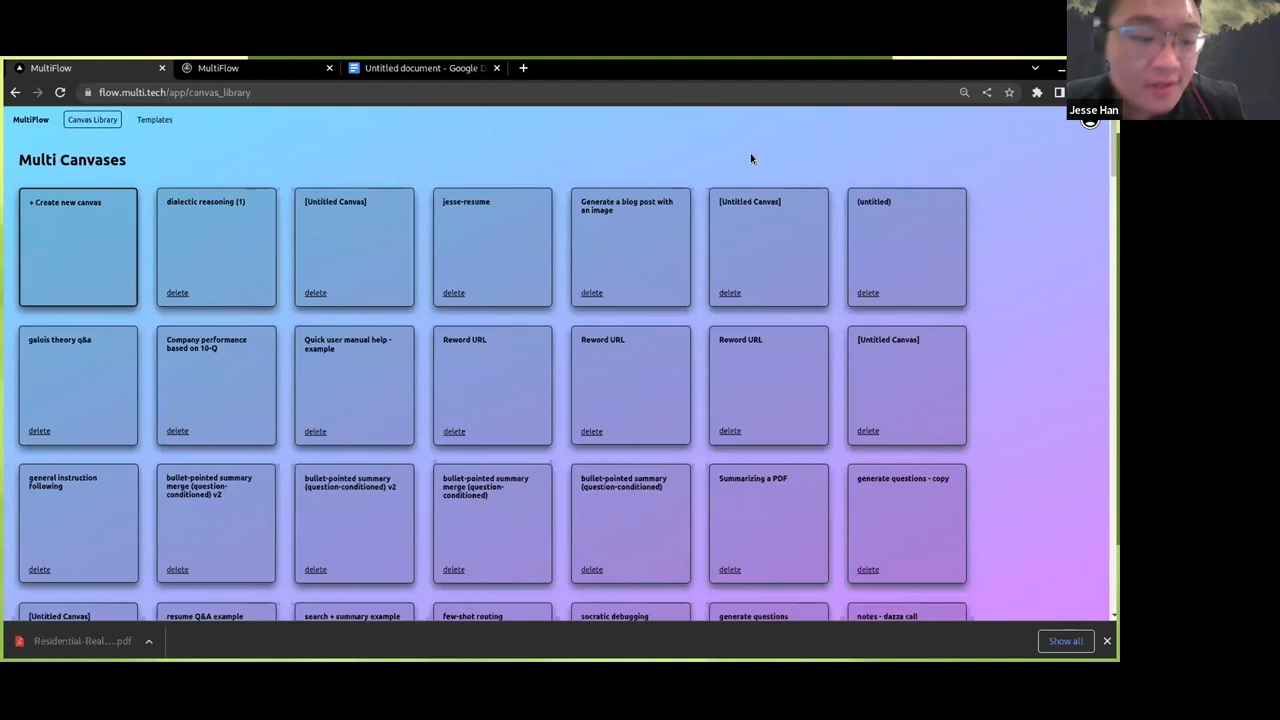 MultiFlow
MultiFlow
Untitled document - Google D
flow.multi.tech/app/canvas_library
Jesse Han
MultiFlow
Canvas Library
Templates
Multi Canvases
+ Create new canvas
dialectic reasoning (1)
delete
[Untitled Canvas]
delete
jesse-resume
delete
Generate a blog post with
an image
delete
[Untitled Canvas]
delete
(untitled)
delete
galois theory q&a
delete
Company performance
based on 10-Q
delete
Quick user manual help -
example
delete
Reword URL
delete
Reword URL
delete
Reword URL
delete
[Untitled Canvas]
delete
general instruction
following
delete
bullet-pointed summary
merge (question-
conditioned) v2
delete
bullet-pointed summary
(question-conditioned) v2
delete
bullet-pointed summary
merge (question-
conditioned)
delete
bullet-pointed summary
(question-conditioned)
delete
Summarizing a PDF
delete
generate questions - copy
delete
[Untitled Canvas]
resume Q&A example
search + summary example
few-shot routing
socratic debugging
generate questions
notes - dazza call
Residential-Real....pdf
Show all